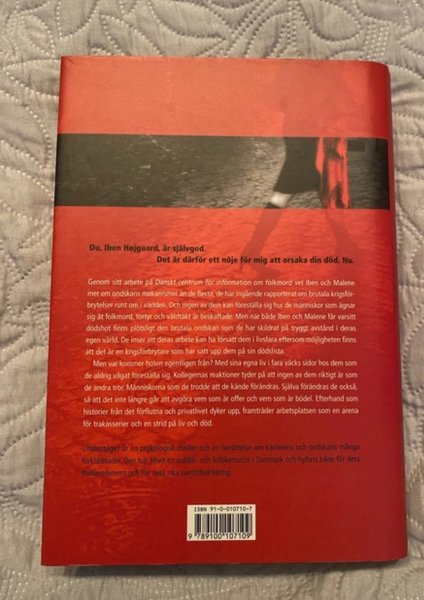 Du, Iben Højgaard, är självgod.
Det är därför ett nöje för mig att orsaka din död. Nu.
Genom sitt arbete på Danskt centrum för information om folkmord vet Iben och Malene
mer om ondskans mekanismer än de flesta, de har ingående rapporterat om brutala krigsför-
brytelser runt om i världen. Och ingen av dem kan föreställa sig hur de människor som ägnar
sig åt folkmord, tortyr och våldtäkt är beskaffade. Men när både Iben och Malene får varsitt
dödshot finns plötsligt den brutala ondskan som de har skildrat på tryggt avstånd i deras
egen värld. De inser att deras arbete kan ha försatt dem i livsfara eftersom möjligheten finns
att det är en krigsförbrytare som har satt upp dem på sin dödslista.
Men var kommer hoten egentligen från? Med sina egna liv i fara väcks sidor hos dem som
de aldrig vågat föreställa sig. Kollegernas reaktioner tyder på att ingen av dem riktigt är som
de andra tror. Människorna som de trodde att de kände förändras. Själva förändras de också,
så att det inte längre går att avgöra vem som är offer och vem som är bödel. Efterhand som
historier från det förflutna och privatlivet dyker upp, framträder arbetsplatsen som en arena
för trakasserier och en strid på liv och död.
Undantaget är en psykologisk thriller och en berättelse om kärlekens och ondskans många
förklädnader. Den har blivit en publik- och kritikersuccé i Danmark och hyllats både för dess
thrillerelement och för dess rika samtidsskildring.
ISBN 91-0-010710-7
9 789100 107109